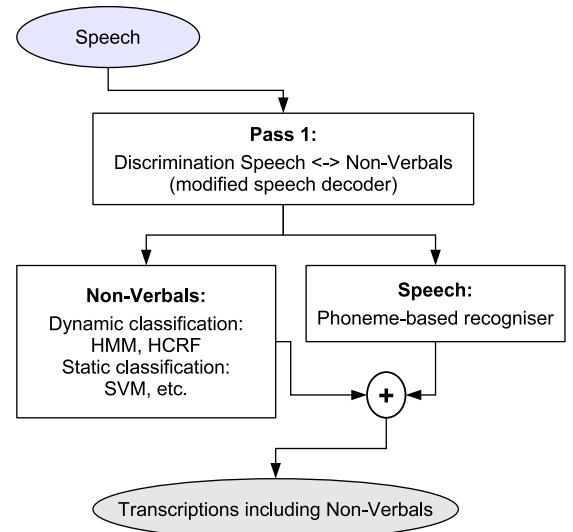 Speech
Pass 1:
Discrimination Speech <-> Non-Verbals
(modified speech decoder)
Non-Verbals:
Dynamic classification:
HMM, HCRF
Static classification:
SVM, etc.
Speech:
Phoneme-based recogniser
+
Transcriptions including Non-Verbals